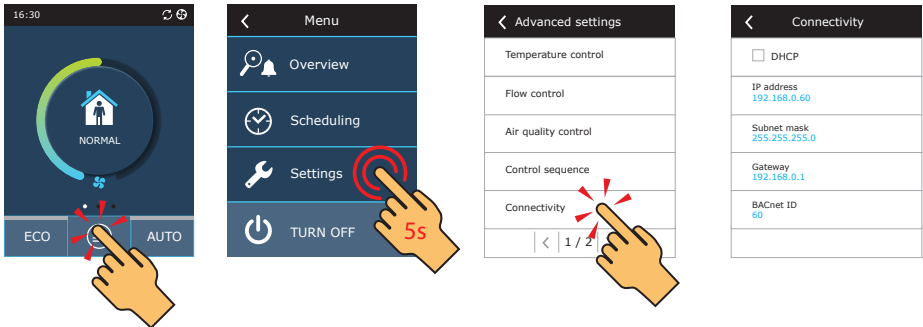 16:30
NORMAL
ECO
AUTO
Menu
Overview
Scheduling
Settings
TURN OFF
5s
Advanced settings
Temperature control
Flow control
Air quality control
Control sequence
Connectivity
1 / 2
Connectivity
DHCP
IP address
192.168.0.60
Subnet mask
255.255.255.0
Gateway
192.168.0.1
BACnet ID
60